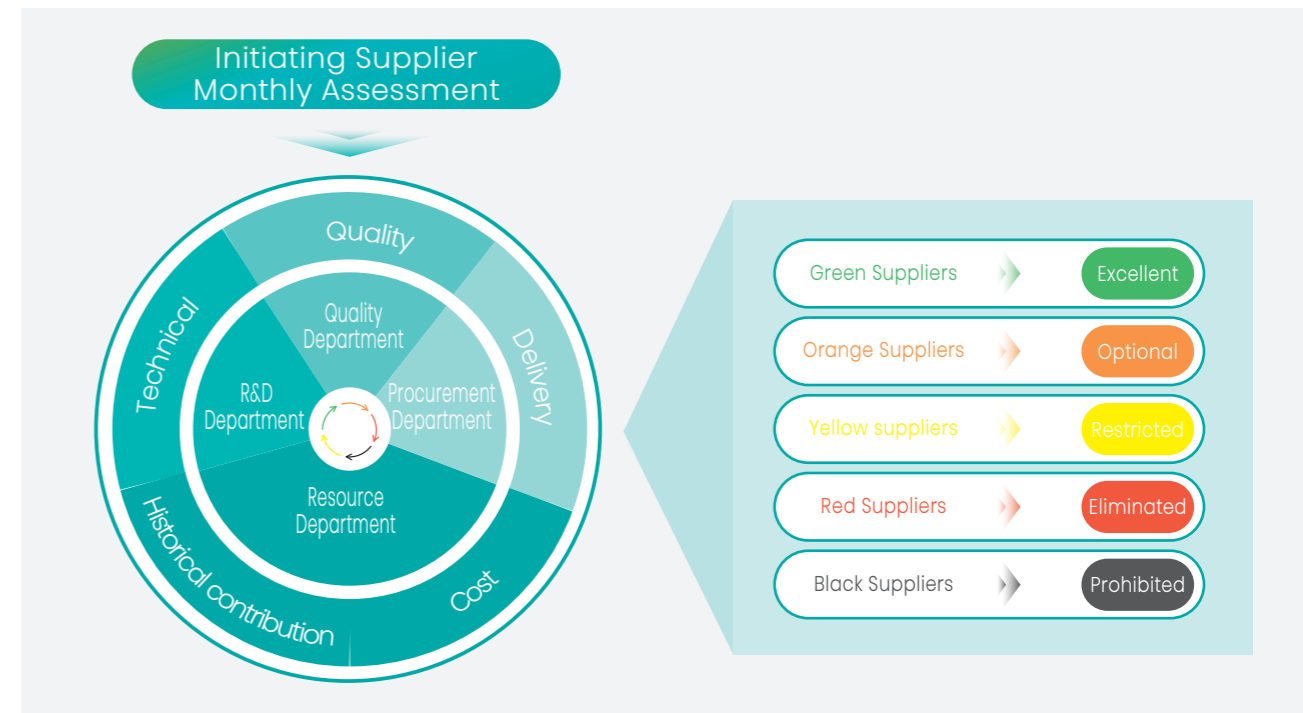 Initiating Supplier
Monthly Assessment
Quality
Technical
Delivery
Historical contribution
Cost
Quality
Department
R&D
Department
Procurement
Department
Resource
Department
Green Suppliers
Excellent
Orange Suppliers
Optional
Yellow suppliers
Restricted
Red Suppliers
Eliminated
Black Suppliers
Prohibited